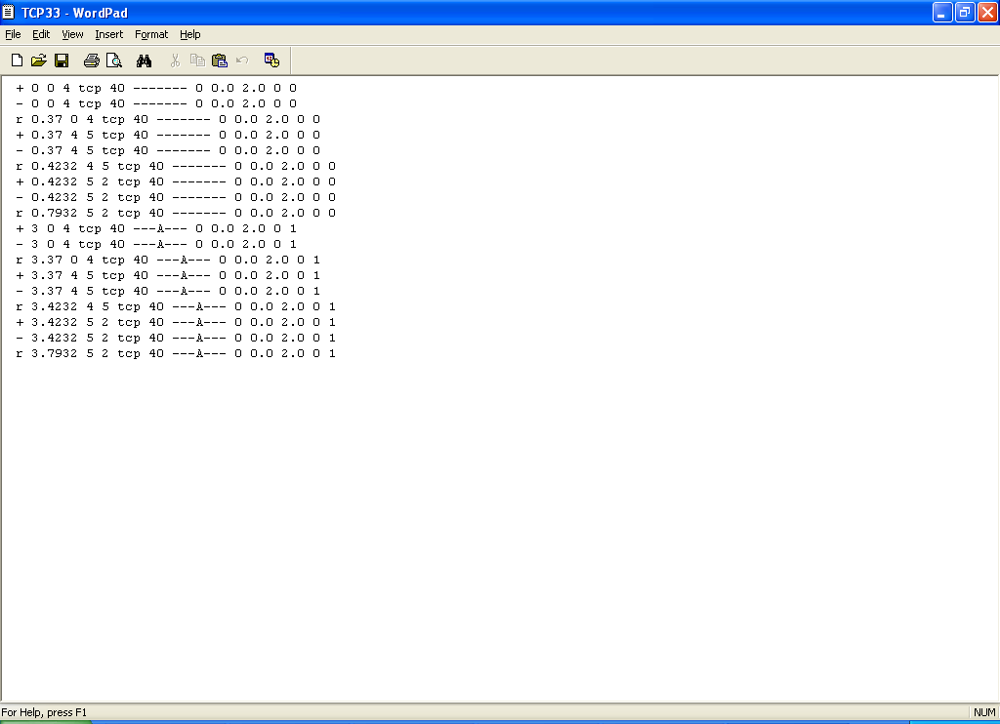 TCP33 - WordPad
File Edit View Insert Format Help
+ 0 0 4 tcp 40 ------- 0 0.0 2.0 0 0
- 0 0 4 tcp 40 ------- 0 0.0 2.0 0 0
r 0.37 0 4 tcp 40 ------- 0 0.0 2.0 0 0
+ 0.37 4 5 tcp 40 ------- 0 0.0 2.0 0 0
- 0.37 4 5 tcp 40 ------- 0 0.0 2.0 0 0
r 0.4232 4 5 tcp 40 ------- 0 0.0 2.0 0 0
+ 0.4232 5 2 tcp 40 ------- 0 0.0 2.0 0 0
- 0.4232 5 2 tcp 40 ------- 0 0.0 2.0 0 0
r 0.7932 5 2 tcp 40 ------- 0 0.0 2.0 0 0
+ 3 0 4 tcp 40 ---A--- 0 0.0 2.0 0 1
- 3 0 4 tcp 40 ---A--- 0 0.0 2.0 0 1
r 3.37 0 4 tcp 40 ---A--- 0 0.0 2.0 0 1
+ 3.37 4 5 tcp 40 ---A--- 0 0.0 2.0 0 1
- 3.37 4 5 tcp 40 ---A--- 0 0.0 2.0 0 1
r 3.4232 4 5 tcp 40 ---A--- 0 0.0 2.0 0 1
+ 3.4232 5 2 tcp 40 ---A--- 0 0.0 2.0 0 1
- 3.4232 5 2 tcp 40 ---A--- 0 0.0 2.0 0 1
r 3.7932 5 2 tcp 40 ---A--- 0 0.0 2.0 0 1
For Help, press F1
NUM